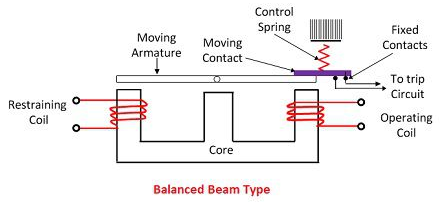 Control
Spring
Moving
Armature
Moving
Contact
Fixed
Contacts
To trip
Circuit
Restraining
Coil
Operating
Coil
Core
Balanced Beam Type